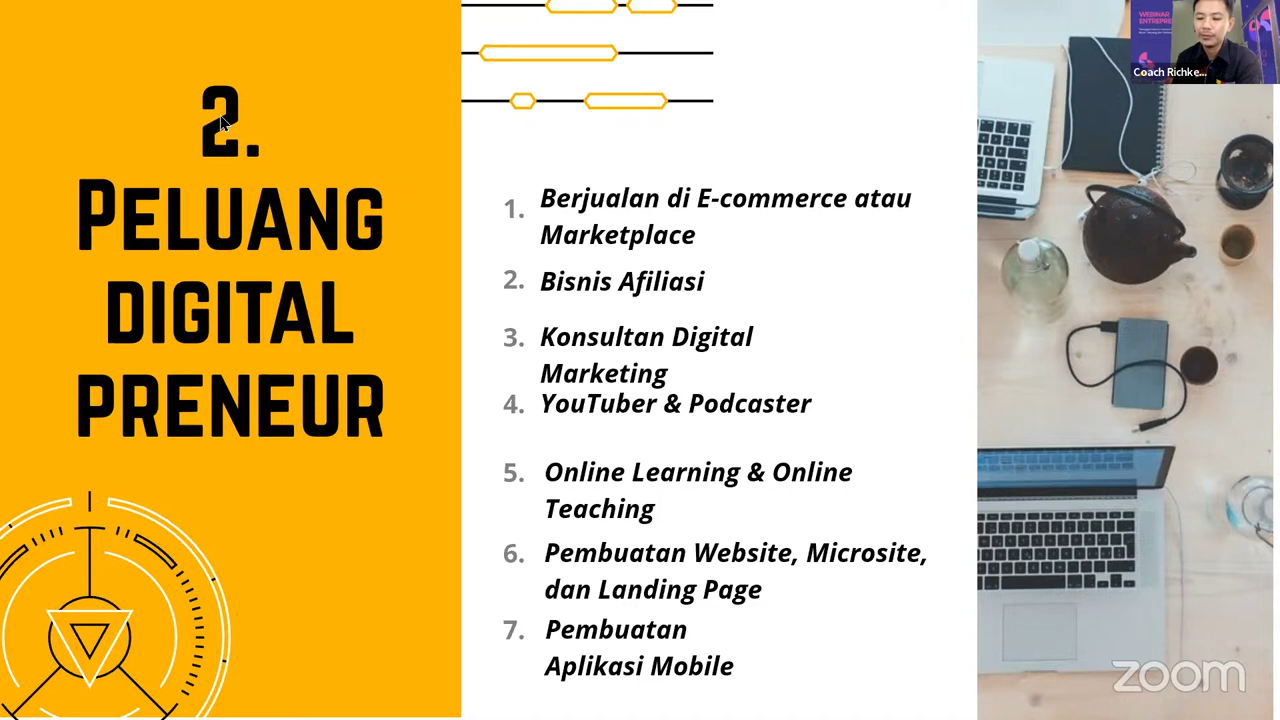 2.
PELUANG
DIGITAL
PRENEUR
1. Berjualan di E-commerce atau
Marketplace
2. Bisnis Afiliasi
3. Konsultan Digital
Marketing
4. YouTuber & Podcaster
5. Online Learning & Online
Teaching
6. Pembuatan Website, Microsite,
dan Landing Page
7. Pembuatan
Aplikasi Mobile
WEBINAR
ENTREPRE
Coach Richke...
zoom